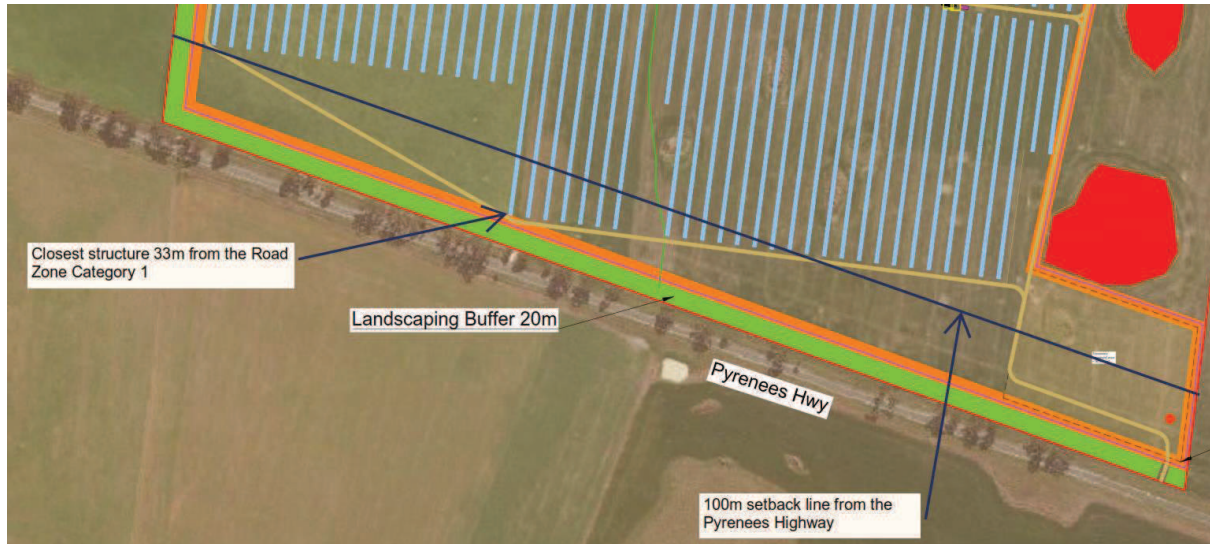 Closest structure 33m from the Road
Zone Category 1
Landscaping Buffer 20m
Pyrenees Hwy
100m setback line from the
Pyrenees Highway